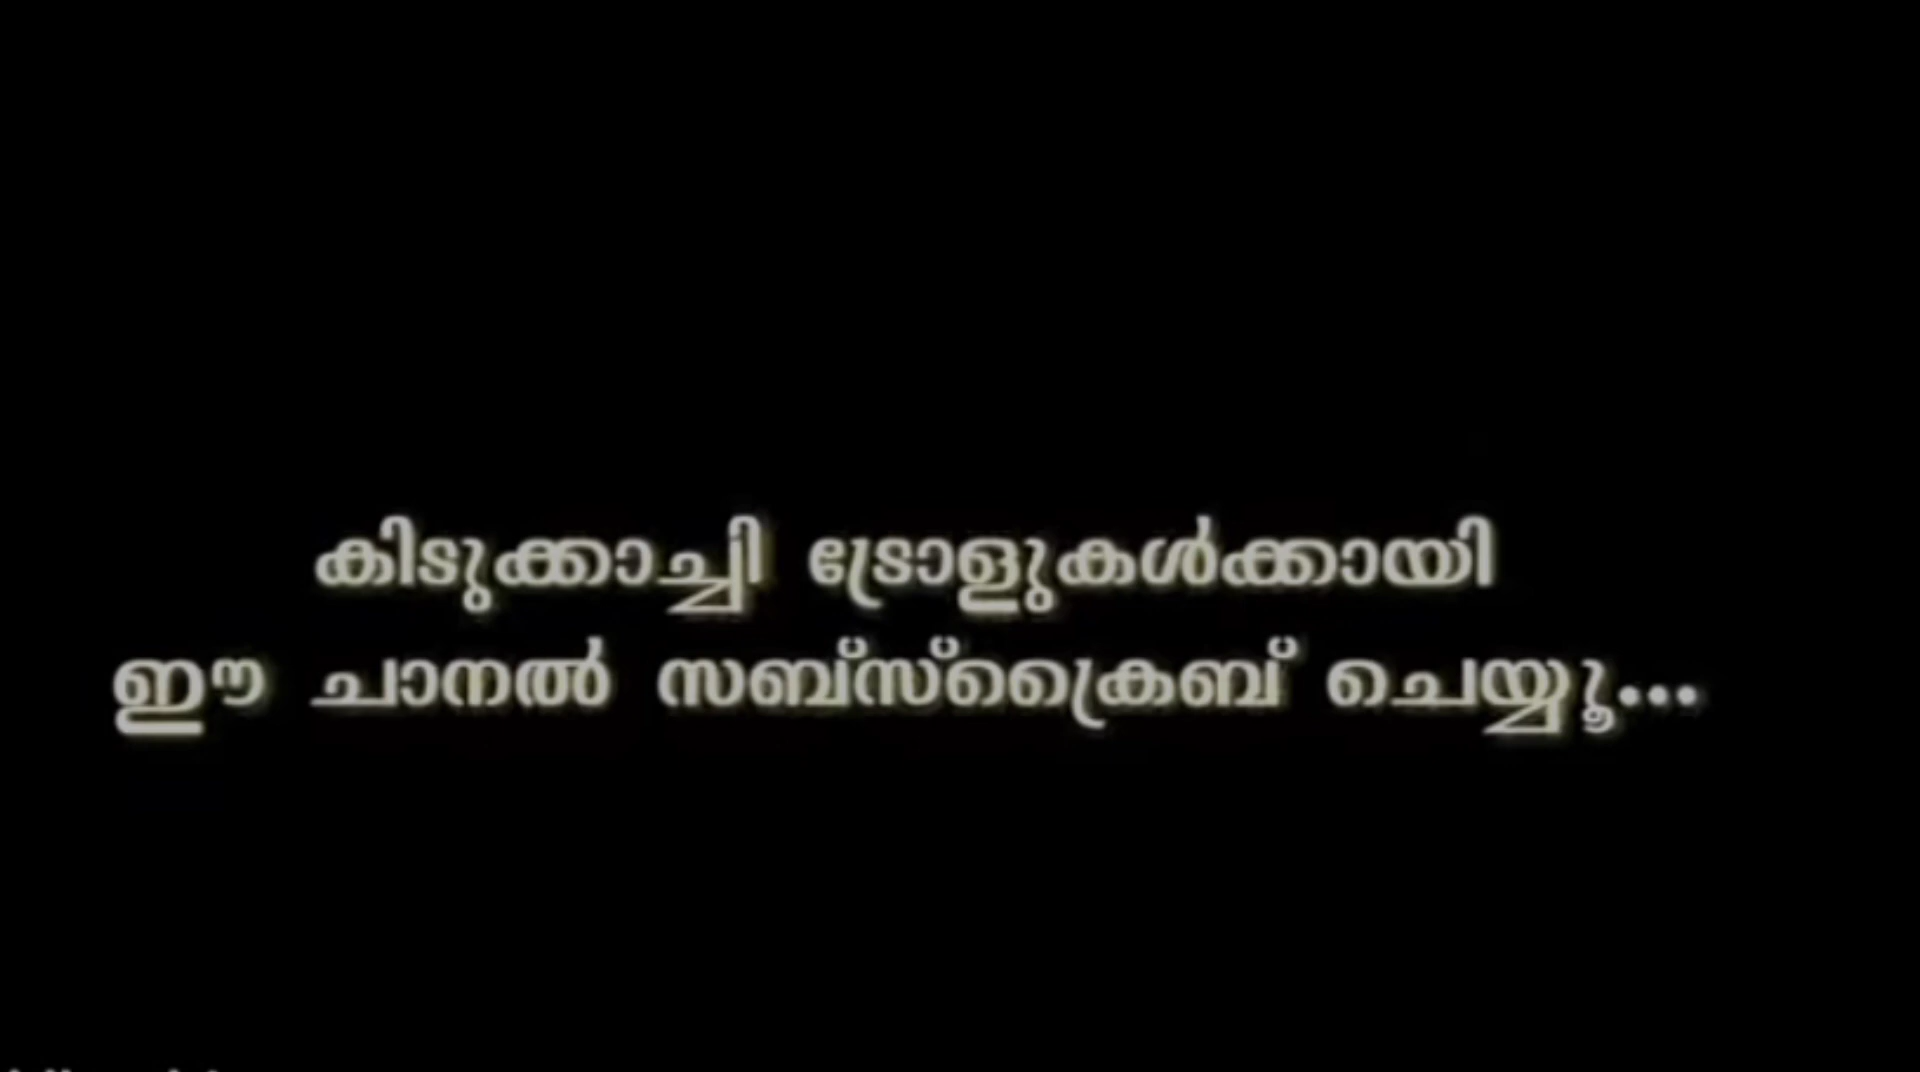 കിടുക്കാച്ചി ട്രോളുകൾക്കായി
ഈ ചാനൽ സബ്സ്ക്രൈബ് ചെയ്യൂ...